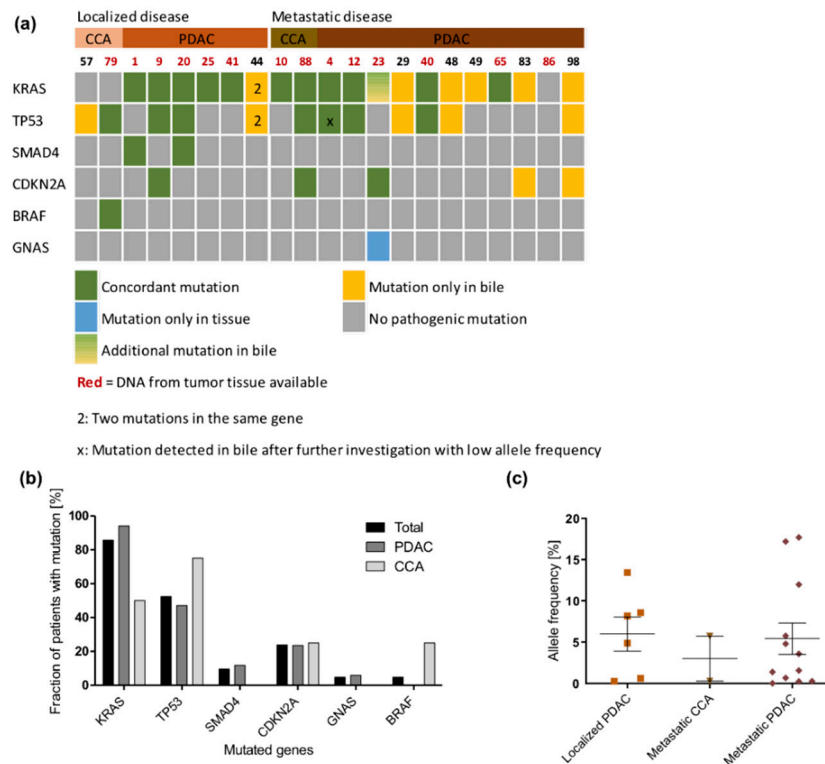 (a)
Localized disease Metastatic disease
CCA PDAC CCA PDAC
57 79 1 9 20 25 41 44 10 88 4 12 23 29 40 48 49 65 83 86 98
KRAS 2
TP53 2 x
SMAD4
CDKN2A
BRAF
GNAS
Concordant mutation Mutation only in bile
Mutation only in tissue No pathogenic mutation
Additional mutation in bile
Red = DNA from tumor tissue available
2: Two mutations in the same gene
x: Mutation detected in bile after further investigation with low allele frequency
(b)
Fraction of patients with mutation [%]
100
80
60
40
20
0
Total
PDAC
CCA
KRAS TP53 SMAD4 CDKN2A GNAS BRAF
Mutated genes
(c)
Allele frequency [%]
20
15
10
5
0
Localized PDAC Metastatic CCA Metastatic PDAC